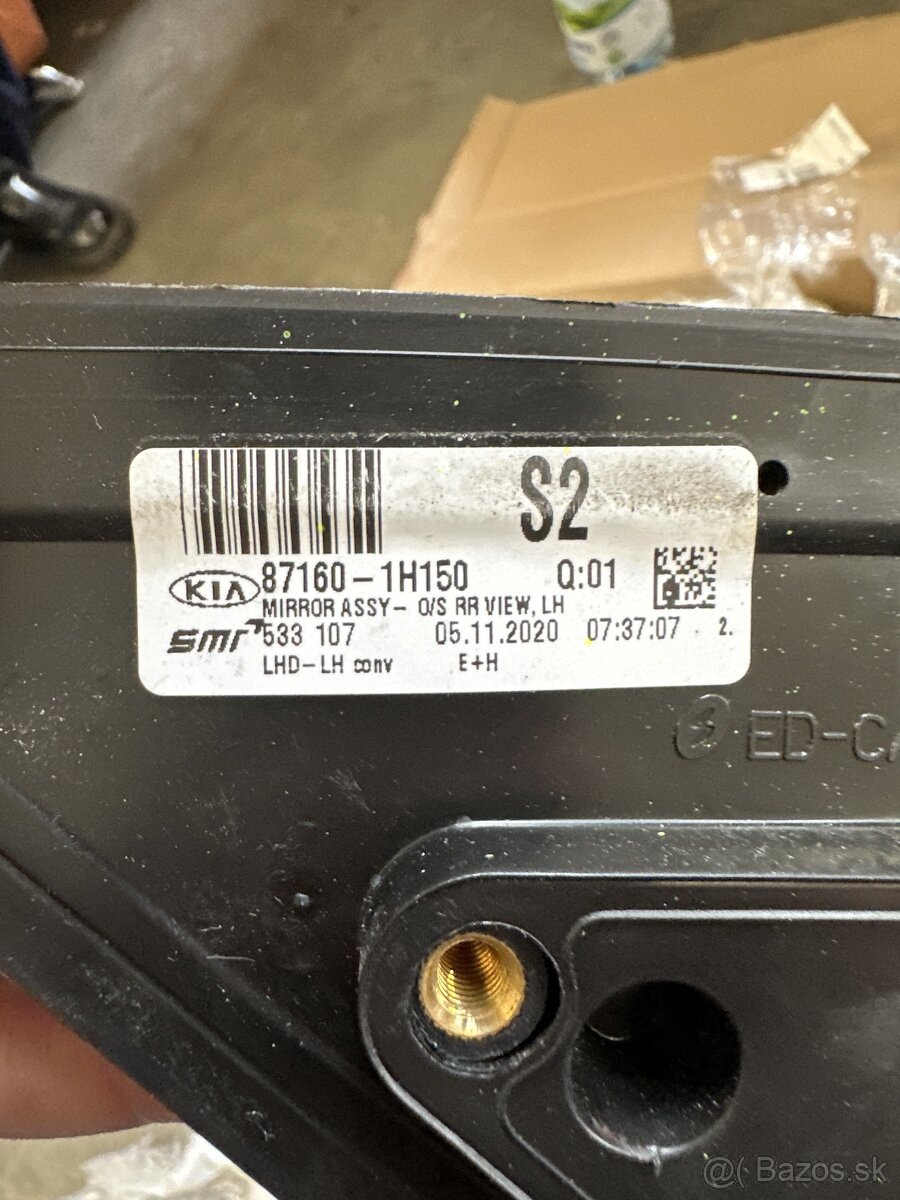 S2
KIA 87160-1H150 Q:01
MIRROR ASSY- O/S RR VIEW, LH
smr 533 107 05.11.2020 07:37:07 2.
LHD-LH conv E+H
ED-CA
@( Bazos.sk